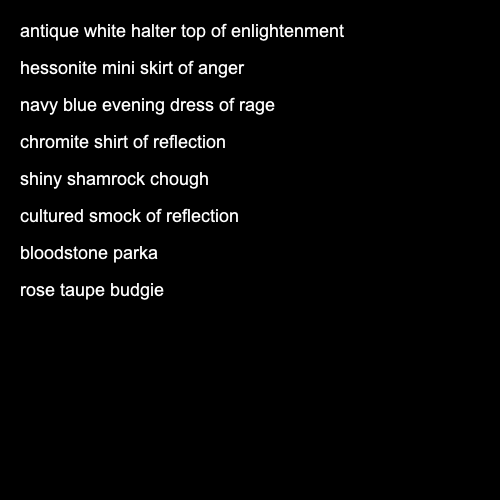 antique white halter top of enlightenment
hessonite mini skirt of anger
navy blue evening dress of rage
chromite shirt of reflection
shiny shamrock chough
cultured smock of reflection
bloodstone parka
rose taupe budgie